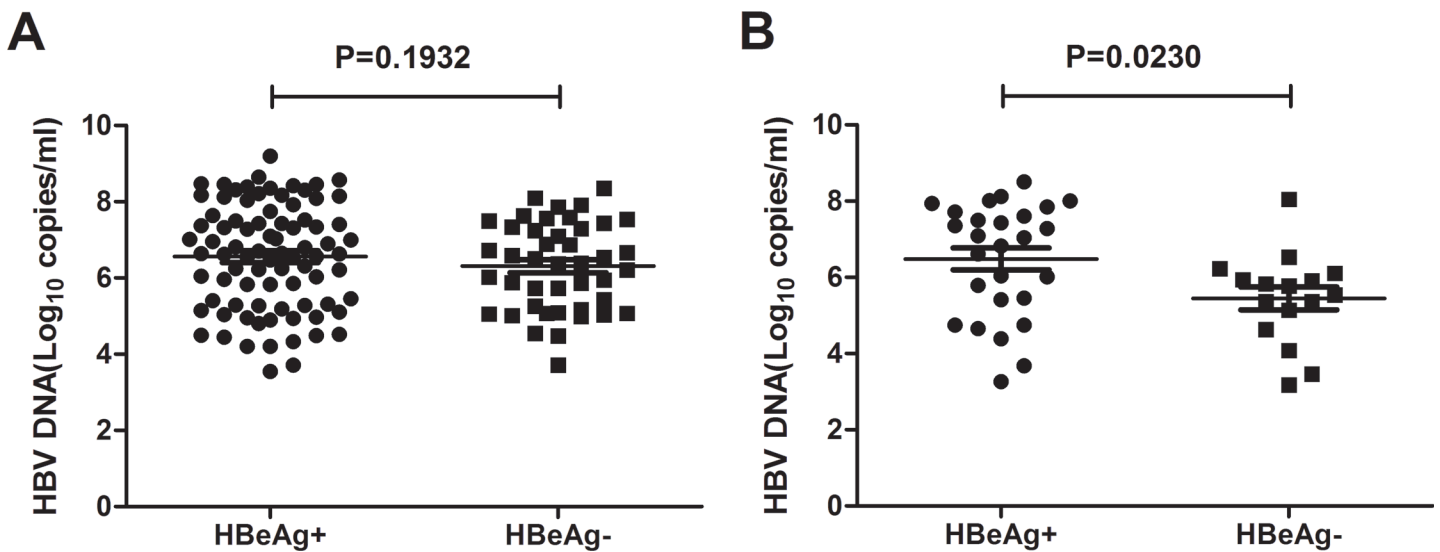 A
P=0.1932
HBV DNA(Log10 copies/ml)
10
8
6
4
2
0
HBeAg+ HBeAg-
B
P=0.0230
HBV DNA(Log10 copies/ml)
10
8
6
4
2
0
HBeAg+ HBeAg-